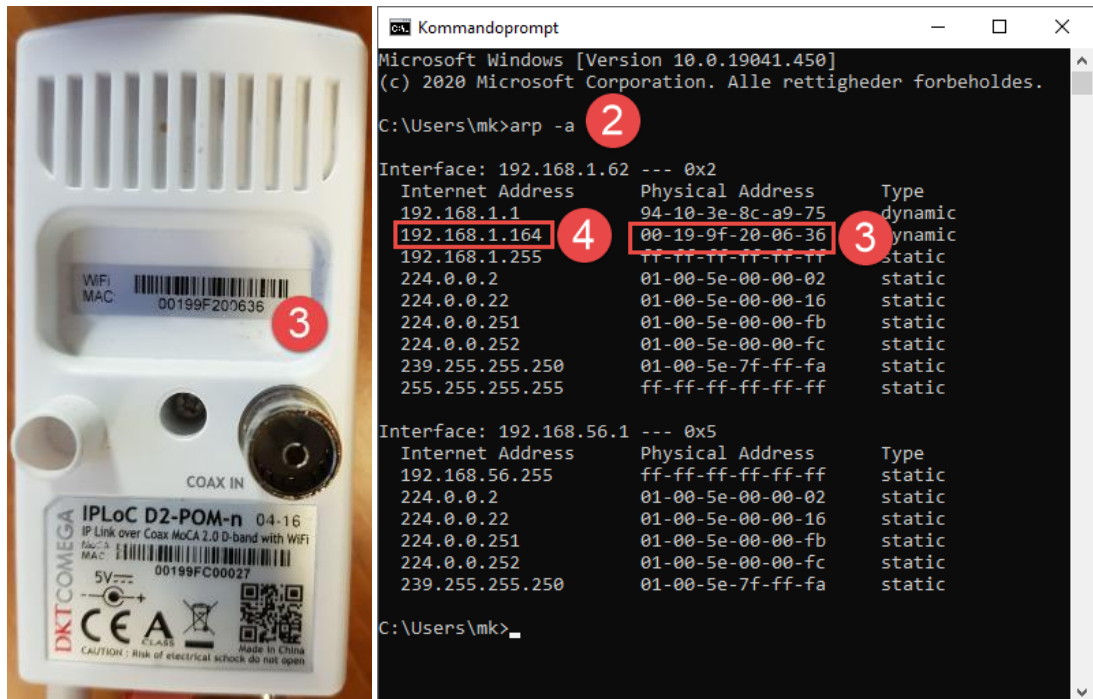 WiFi
MAC:
00199F200636
3
COAX IN
DKTCOMEGA
IPLoC D2-POM-n 04-16
IP Link over Coax MoCA 2.0 D-band with WiFi
MAC
00199FC00027
5V
CE A
CLASS
Made in China
CAUTION : Risk of electrical schock do not open
Kommandoprompt
Microsoft Windows [Version 10.0.19041.450]
(c) 2020 Microsoft Corporation. Alle rettigheder forbeholdes.
C:\Users\mk>arp -a 2
Interface: 192.168.1.62 --- 0x2
Internet Address Physical Address Type
192.168.1.1 94-10-3e-8c-a9-75 dynamic
192.168.1.164 4 00-19-9f-20-06-36 3 ynamic
192.168.1.255 ff-ff-ff-ff-ff-ff static
224.0.0.2 01-00-5e-00-00-02 static
224.0.0.22 01-00-5e-00-00-16 static
224.0.0.251 01-00-5e-00-00-fb static
224.0.0.252 01-00-5e-00-00-fc static
239.255.255.250 01-00-5e-7f-ff-fa static
255.255.255.255 ff-ff-ff-ff-ff-ff static
Interface: 192.168.56.1 --- 0x5
Internet Address Physical Address Type
192.168.56.255 ff-ff-ff-ff-ff-ff static
224.0.0.2 01-00-5e-00-00-02 static
224.0.0.22 01-00-5e-00-00-16 static
224.0.0.251 01-00-5e-00-00-fb static
224.0.0.252 01-00-5e-00-00-fc static
239.255.255.250 01-00-5e-7f-ff-fa static
C:\Users\mk>